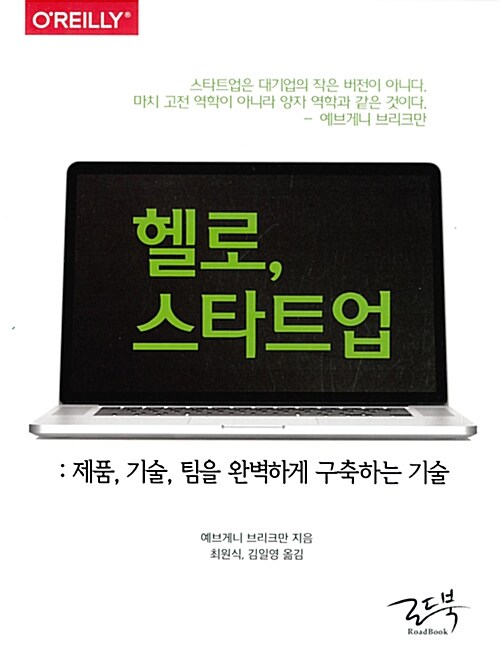 O'REILLY®
스타트업은 대기업의 작은 버전이 아니다.
마치 고전 역학이 아니라 양자 역학과 같은 것이다.
- 예브게니 브리크만
헬로,
스타트업
: 제품, 기술, 팀을 완벽하게 구축하는 기술
예브게니 브리크만 지음
최원식, 김일영 옮김
로드북
RoadBook